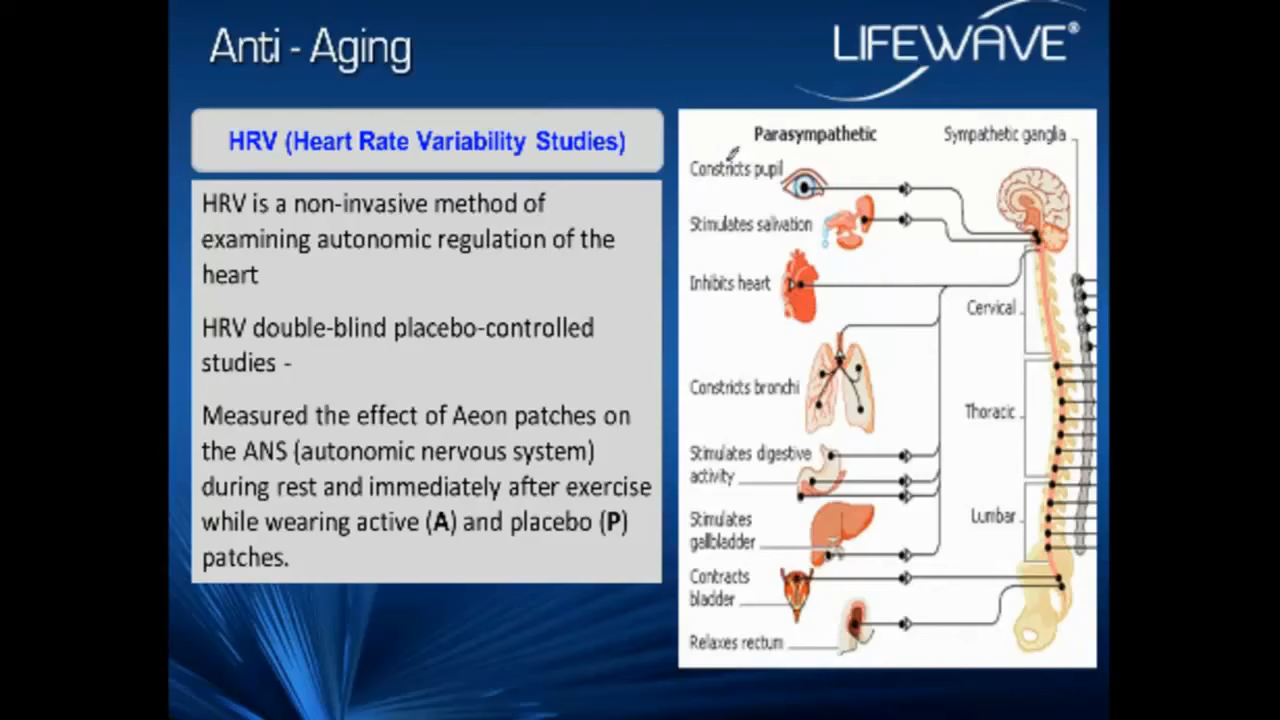 Anti - Aging
LIFEWAVE®
HRV (Heart Rate Variability Studies)
HRV is a non-invasive method of
examining autonomic regulation of the
heart
HRV double-blind placebo-controlled
studies -
Measured the effect of Aeon patches on
the ANS (autonomic nervous system)
during rest and immediately after exercise
while wearing active (A) and placebo (P)
patches.
Parasympathetic
Sympathetic ganglia
Constricts pupil
Stimulates salivation
Inhibits heart
Cervical
Constricts bronchi
Thoracic
Stimulates digestive
activity
Stimulates
gallbladder
Lumbar
Contracts
bladder
Relaxes rectum